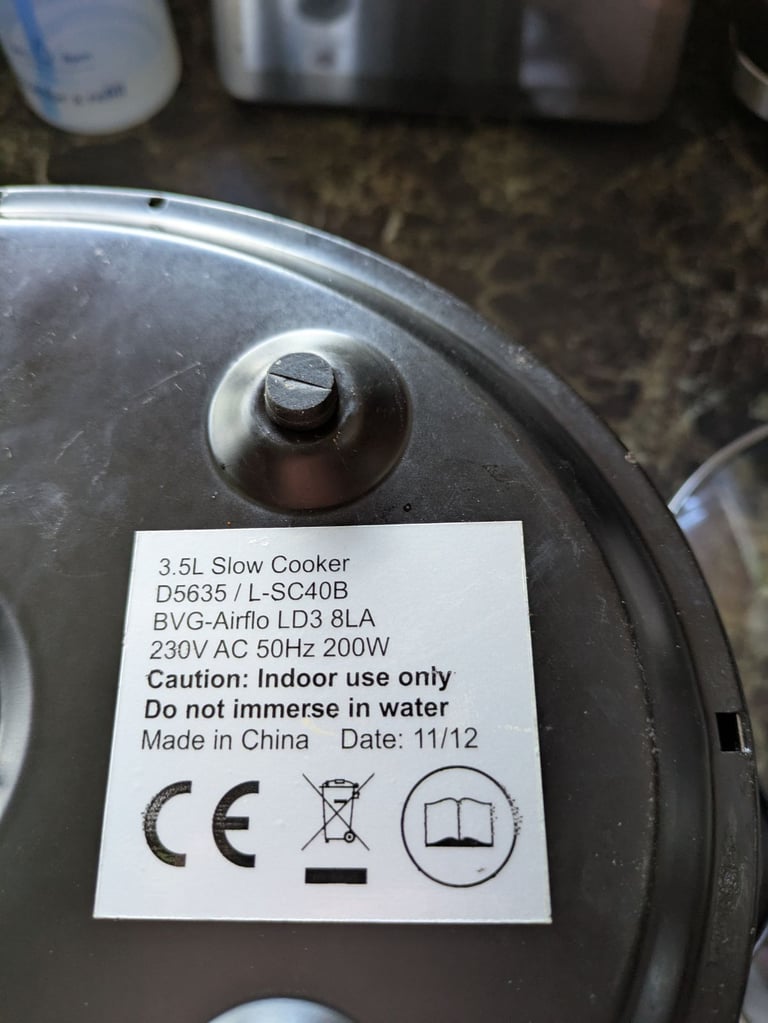 3.5L Slow Cooker
D5635 / L-SC40B
BVG-Airflo LD3 8LA
230V AC 50Hz 200W
Caution: Indoor use only
Do not immerse in water
Made in China Date: 11/12
CE